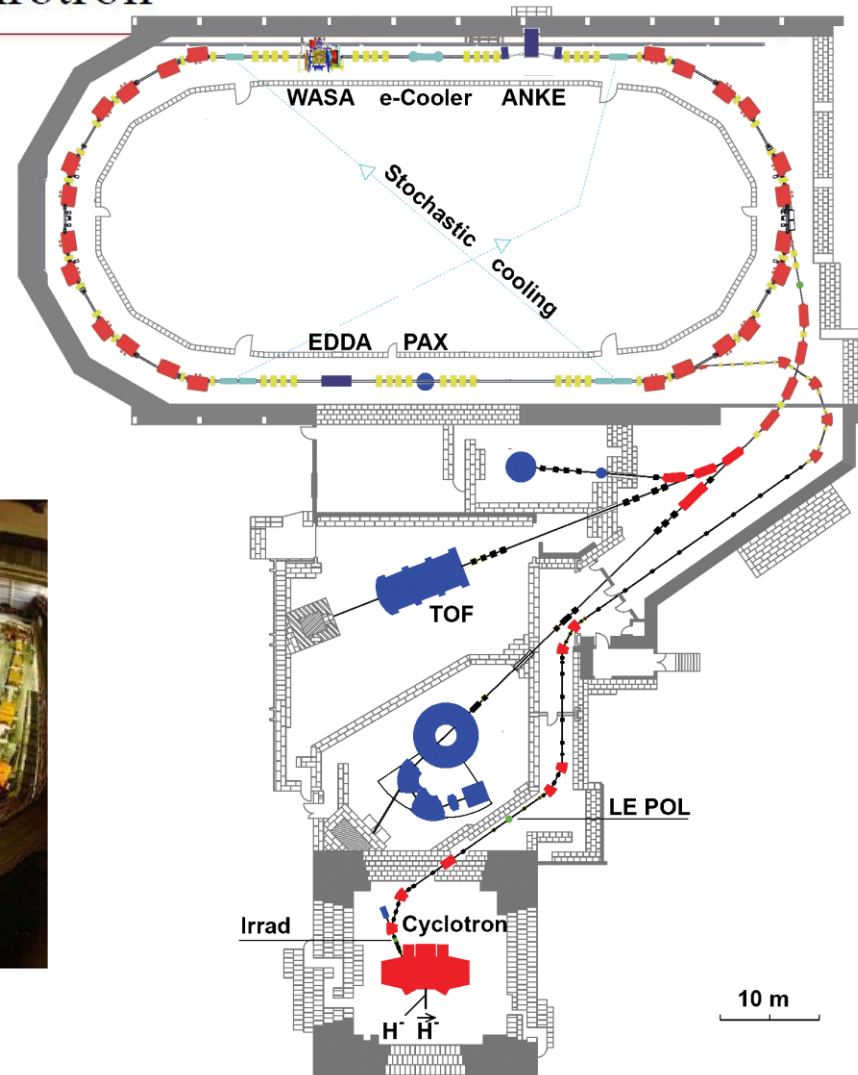 WASA e-Cooler ANKE
Stochastic
cooling
EDDA PAX
TOF
LE POL
Irrad
Cyclotron
10 m
H⁻ H⃗⁻